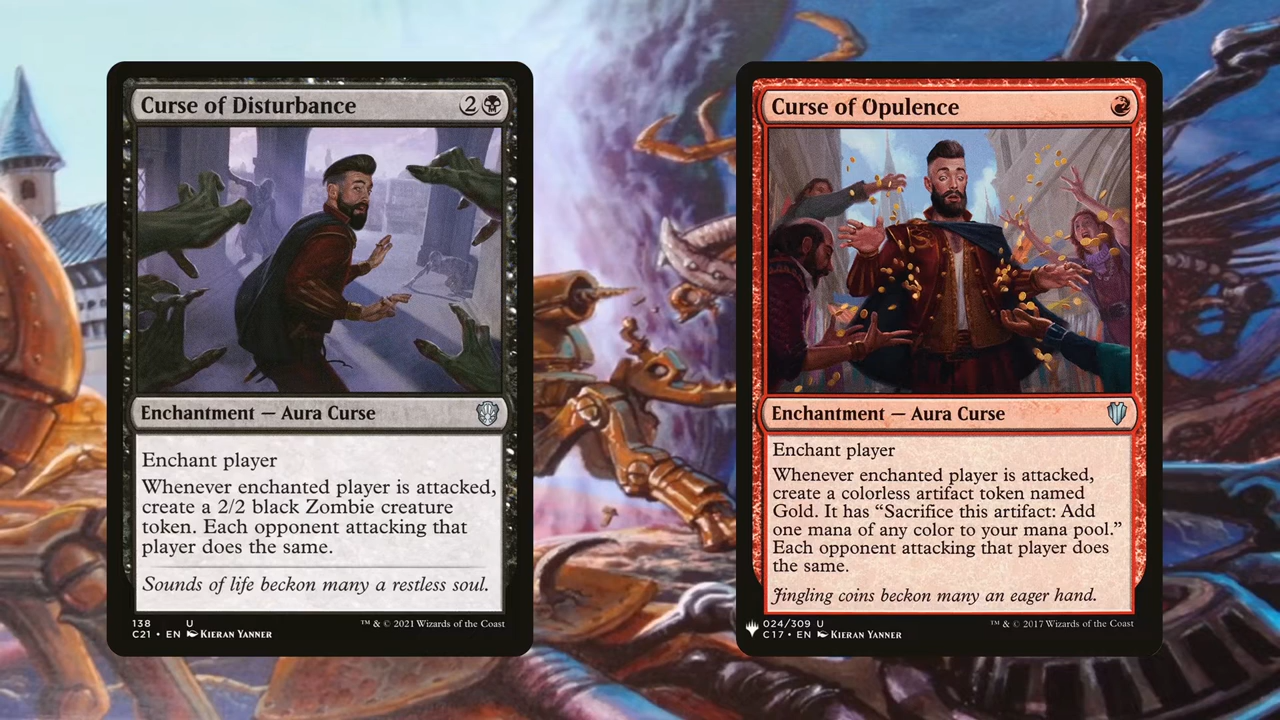 Curse of Disturbance 2
Enchantment — Aura Curse
Enchant player
Whenever enchanted player is attacked,
create a 2/2 black Zombie creature
token. Each opponent attacking that
player does the same.
Sounds of life beckon many a restless soul.
138 U
C21 • EN Kieran Yanner
™ & © 2021 Wizards of the Coast
Curse of Opulence
Enchantment — Aura Curse
Enchant player
Whenever enchanted player is attacked,
create a colorless artifact token named
Gold. It has “Sacrifice this artifact: Add
one mana of any color to your mana pool.”
Each opponent attacking that player does
the same.
Jingling coins beckon many an eager hand.
024/309 U
C17 • EN Kieran Yanner
™ & © 2017 Wizards of the Coast